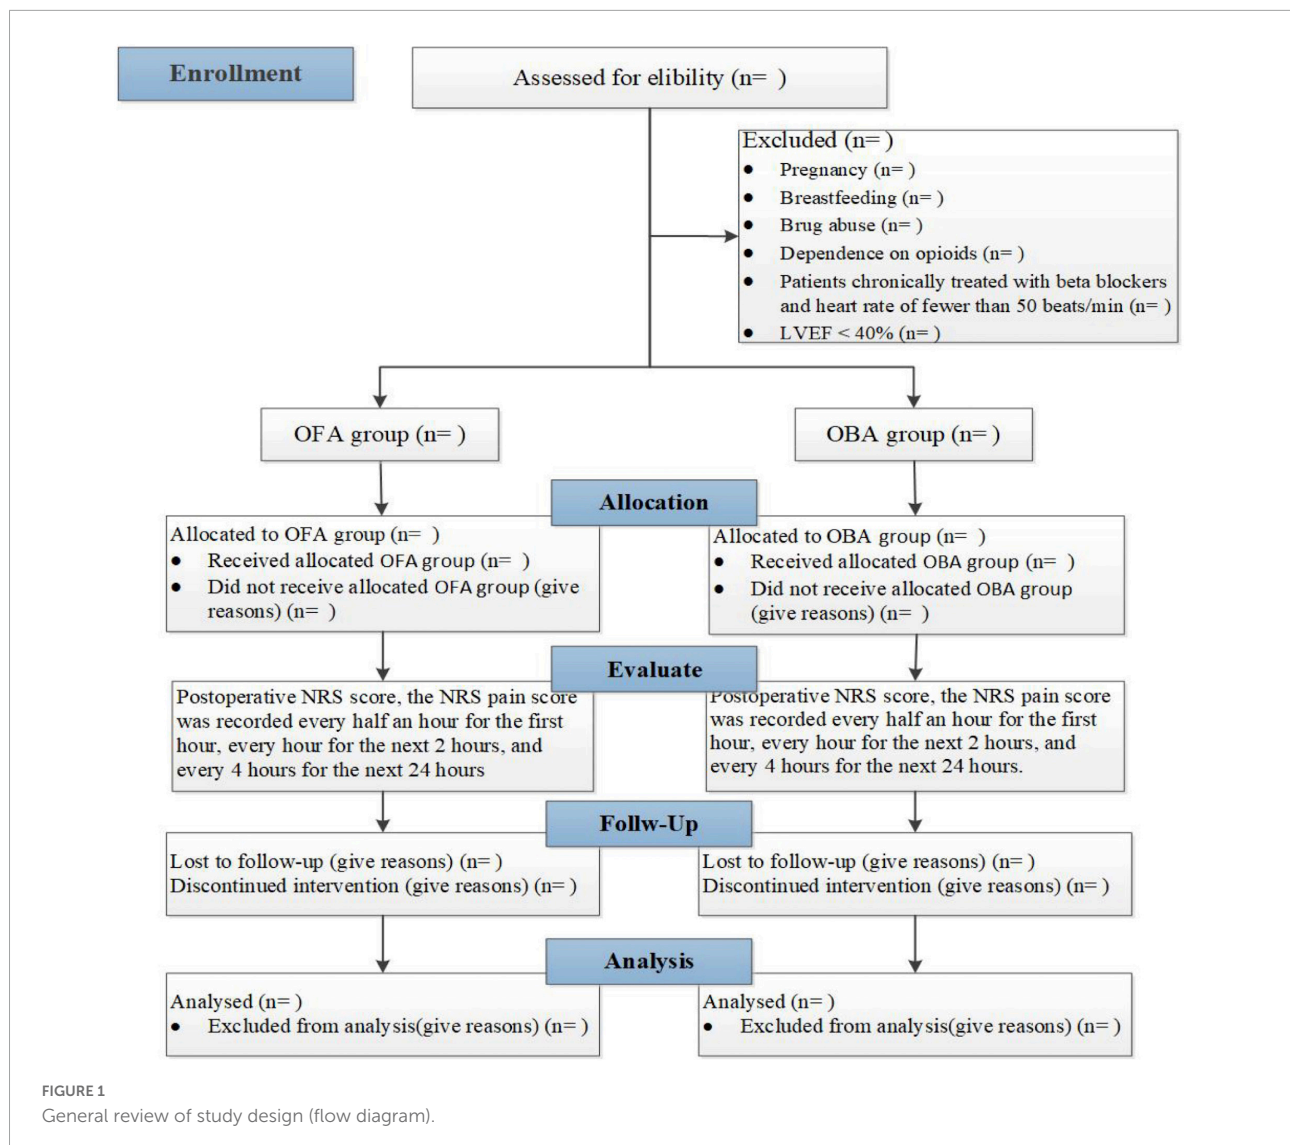 Enrollment
Assessed for elibility (n=  )
Excluded (n= )
● Pregnancy (n= )
● Breastfeeding (n= )
● Brug abuse (n= )
● Dependence on opioids (n= )
● Patients chronically treated with beta blockers
and heart rate of fewer than 50 beats/min (n= )
● LVEF < 40% (n= )
OFA group (n= )
OBA group (n= )
Allocation
Allocated to OFA group (n=  )
● Received allocated OFA group (n=  )
● Did not receive allocated OFA group (give
reasons) (n=  )
Allocated to OBA group (n=  )
● Received allocated OBA group (n=  )
● Did not receive allocated OBA group
(give reasons) (n=  )
Evaluate
Postoperative NRS score, the NRS pain score
was recorded every half an hour for the first
hour, every hour for the next 2 hours, and
every 4 hours for the next 24 hours
Postoperative NRS score, the NRS pain score
was recorded every half an hour for the first
hour, every hour for the next 2 hours, and
every 4 hours for the next 24 hours.
Follw-Up
Lost to follow-up (give reasons) (n= )
Discontinued intervention (give reasons) (n= )
Lost to follow-up (give reasons) (n= )
Discontinued intervention (give reasons) (n= )
Analysis
Analysed (n= )
● Excluded from analysis(give reasons) (n= )
Analysed (n= )
● Excluded from analysis(give reasons) (n= )
FIGURE 1
General review of study design (flow diagram).